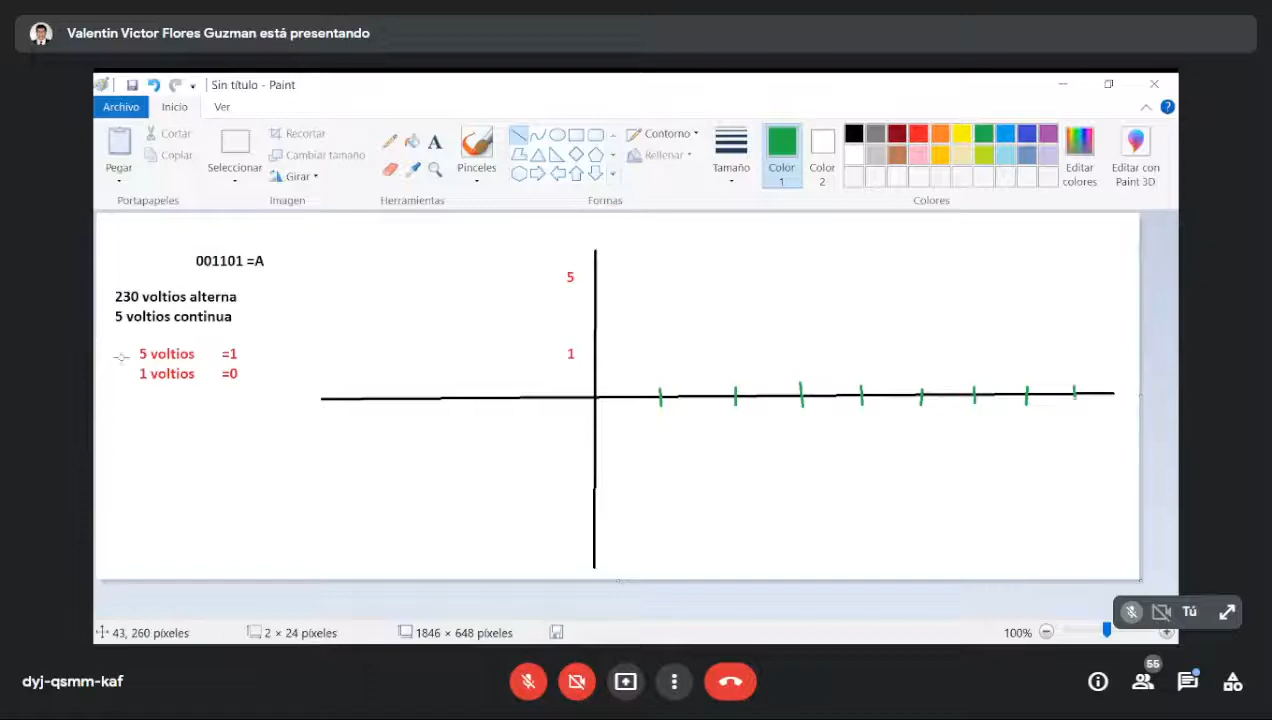 Valentin Victor Flores Guzman está presentando
Sin título - Paint
Archivo Inicio Ver
Pegar
Cortar
Copiar
Portapapeles
Seleccionar
Recortar
Cambiar tamaño
Girar
Imagen
A
Herramientas
Pinceles
Contorno
Rellenar
Formas
Tamaño
Color 1
Color 2
Editar colores
Editar con Paint 3D
Colores
001101 =A
230 voltios alterna
5 voltios continua
5 voltios =1
1 voltios =0
5
1
Tú
43, 260 píxeles
2 × 24 píxeles
1846 × 648 píxeles
100%
dyj-qsmm-kaf
55